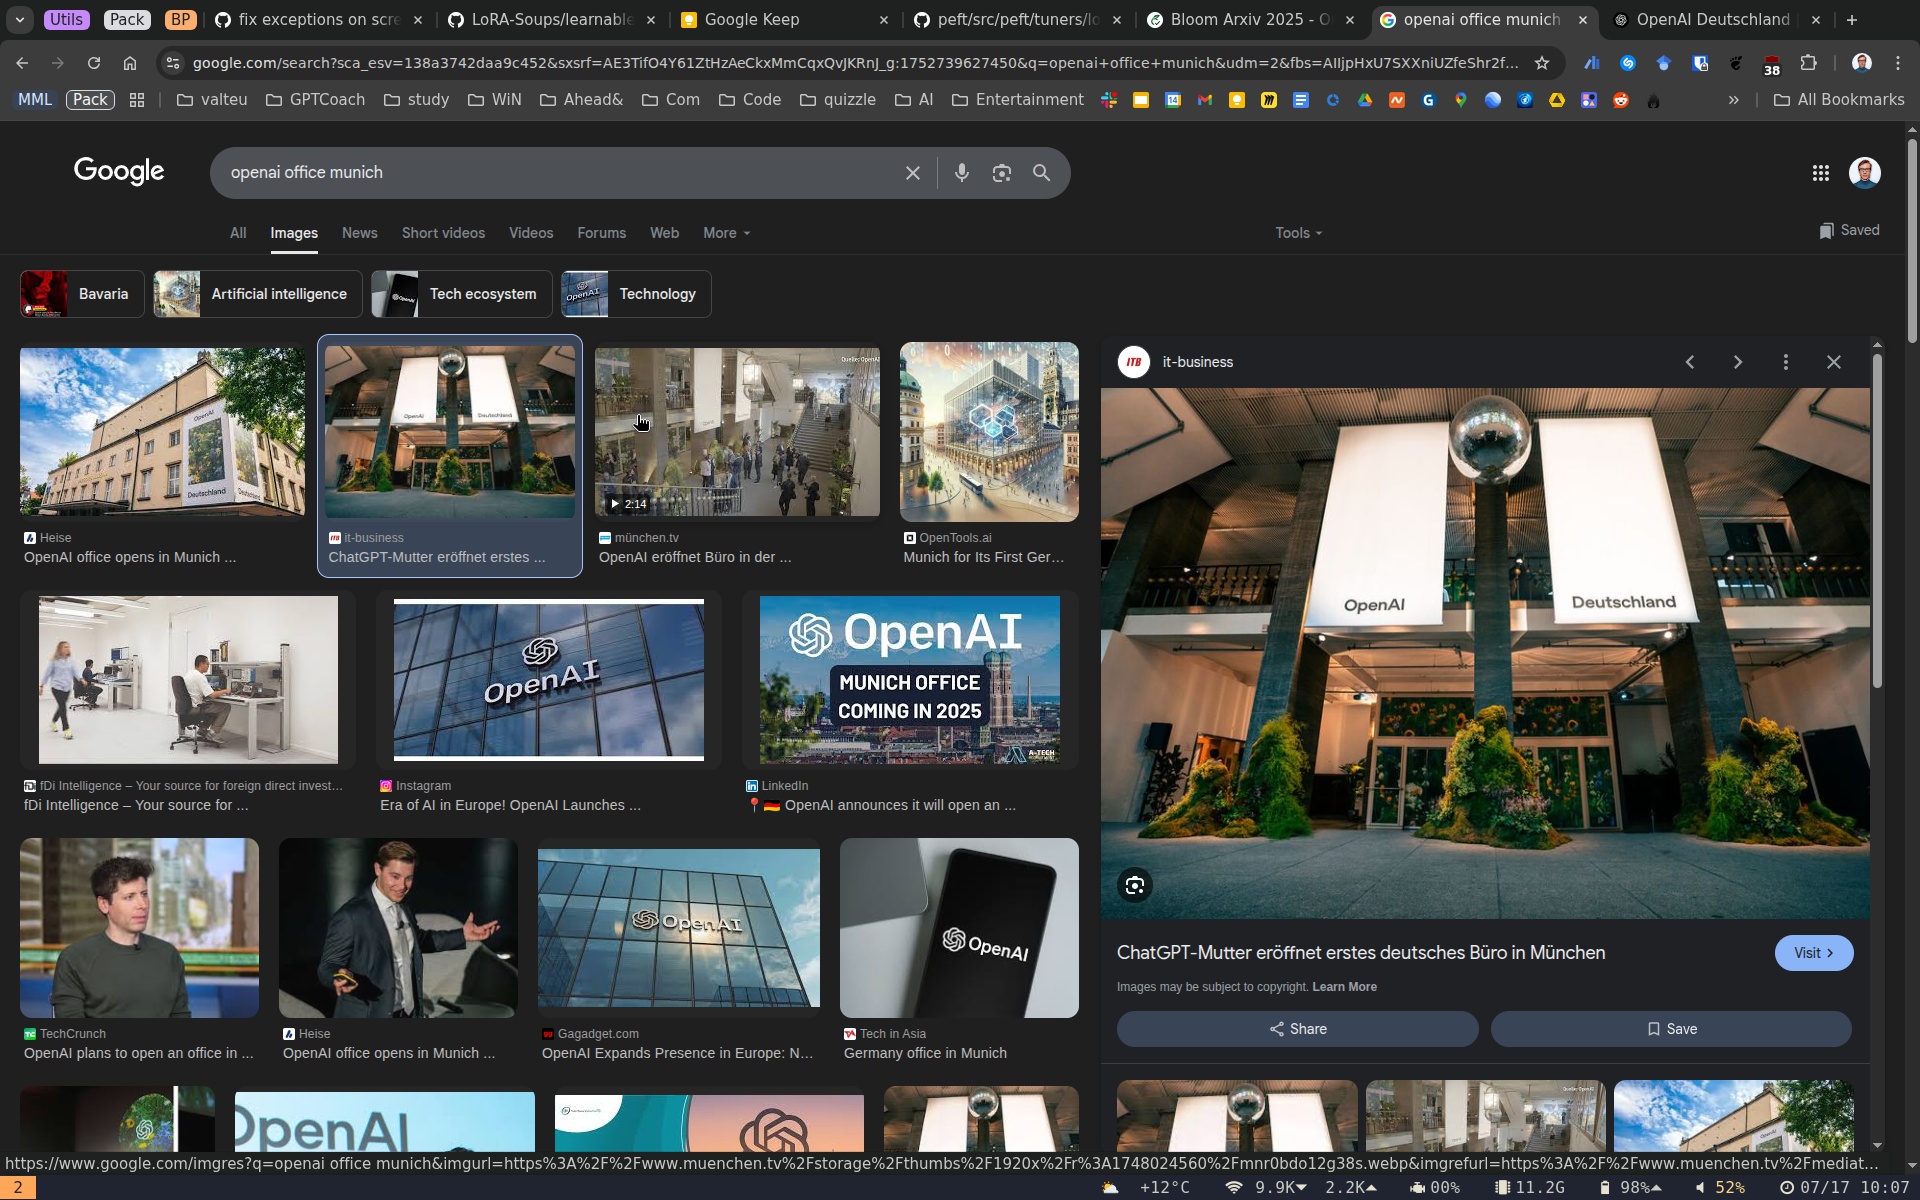 Utils
Pack
BP
fix exceptions on scre
LoRA-Soups/learnable
Google Keep
peft/src/peft/tuners/lo
Bloom Arxiv 2025 - O
openai office munich
OpenAI Deutschland
google.com/search?sca_esv=138a3742daa9c452&sxsrf=AE3TifO4Y61ZtHzAeCkxMmCqxQvJKRnJ_g:1752739627450&q=openai+office+munich&udm=2&fbs=AIIjpHxU7SXXniUZfeShr2f...
38
MML
Pack
valteu
GPTCoach
study
WiN
Ahead&
Com
Code
quizzle
AI
Entertainment
All Bookmarks
Google
openai office munich
All
Images
News
Short videos
Videos
Forums
Web
More
Tools
Saved
Bavaria
Artificial intelligence
Tech ecosystem
Technology
OpenAI
Deutschland
Heise
OpenAI office opens in Munich ...
OpenAI
Deutschland
it-business
ChatGPT-Mutter eröffnet erstes ...
Quelle: OpenAI
2:14
münchen.tv
OpenAI eröffnet Büro in der ...
OpenTools.ai
Munich for Its First Ger...
fDi Intelligence – Your source for foreign direct invest...
fDi Intelligence – Your source for ...
OpenAI
Instagram
Era of AI in Europe! OpenAI Launches ...
OpenAI
MUNICH OFFICE
COMING IN 2025
A-TECH
LinkedIn
OpenAI announces it will open an ...
TechCrunch
OpenAI plans to open an office in ...
Heise
OpenAI office opens in Munich ...
OpenAI
Gagadget.com
OpenAI Expands Presence in Europe: N...
OpenAI
Tech in Asia
Germany office in Munich
OpenAI
ITB
it-business
OpenAI
Deutschland
ChatGPT-Mutter eröffnet erstes deutsches Büro in München
Visit
Images may be subject to copyright. Learn More
Share
Save
https://www.google.com/imgres?q=openai office munich&imgurl=https%3A%2F%2Fwww.muenchen.tv%2Fstorage%2Fthumbs%2F1920x%2Fr%3A1748024560%2Fmnr0bdo12g38s.webp&imgrefurl=https%3A%2F%2Fwww.muenchen.tv%2Fmediat...
2
+12°C
9.9K
2.2K
00%
11.2G
98%
52%
07/17 10:07